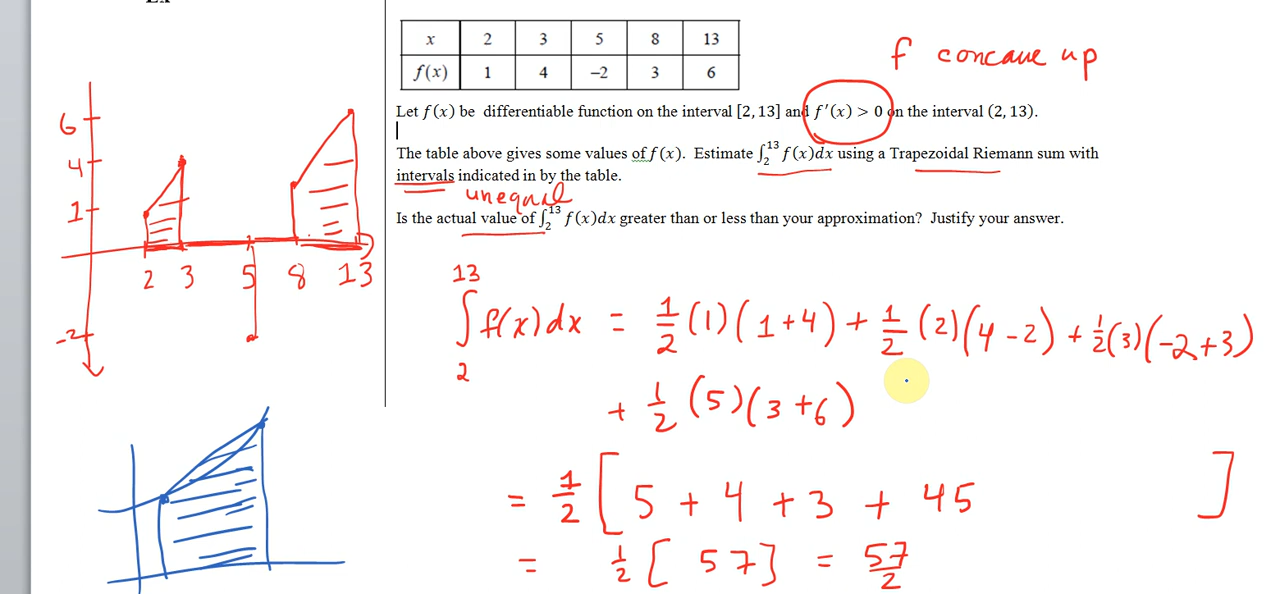 x 2 3 5 8 13
f(x) 1 4 −2 3 6
f concave up
Let f(x) be differentiable function on the interval [2, 13] and f′(x) > 0 on the interval (2, 13).
The table above gives some values of f(x). Estimate ∫₂¹³ f(x)dx using a Trapezoidal Riemann sum with
intervals indicated in by the table.
unequal
Is the actual value of ∫₂¹³ f(x)dx greater than or less than your approximation? Justify your answer.
6
4
1
2 3 5 8 13
-2
∫₂¹³ f(x)dx = 1/2 (1)(1+4) + 1/2 (2)(4-2) + 1/2 (3)(-2+3)
+ 1/2 (5)(3+6)
= 1/2 [ 5 + 4 + 3 + 45 ]
= 1/2 [ 57 ] = 57/2